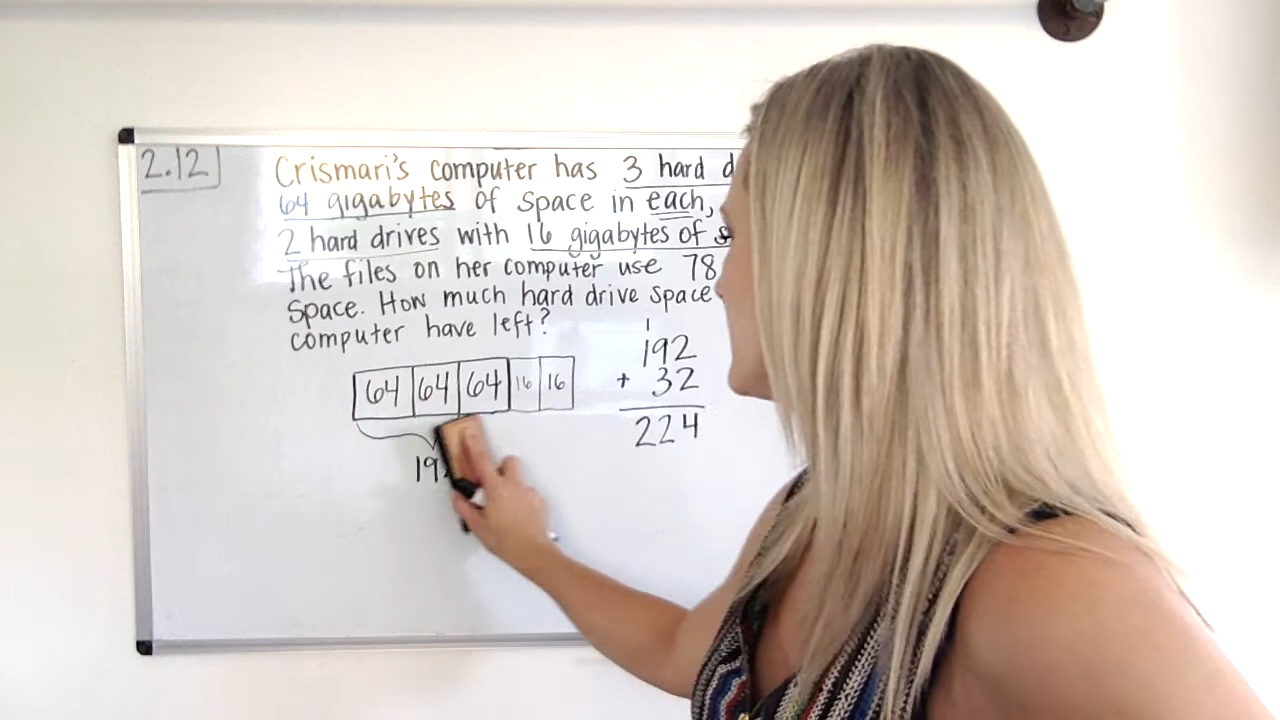 2.12
Crismari's computer has 3 hard
64 gigabytes of space in each,
2 hard drives with 16 gigabytes of
The files on her computer use 78
space. How much hard drive space
computer have left?
64 64 64 16 16
1
192
+ 32
224